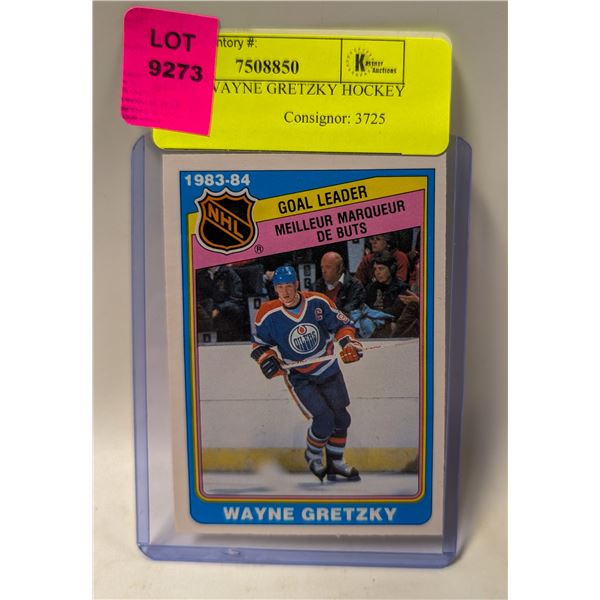 LOT
9273
ntory #:
7508850
Kastner
Auctions
WAYNE GRETZKY HOCKEY
Consignor: 3725
1983-84
NHL
®
GOAL LEADER
MEILLEUR MARQUEUR
DE BUTS
C
OILERS
WAYNE GRETZKY